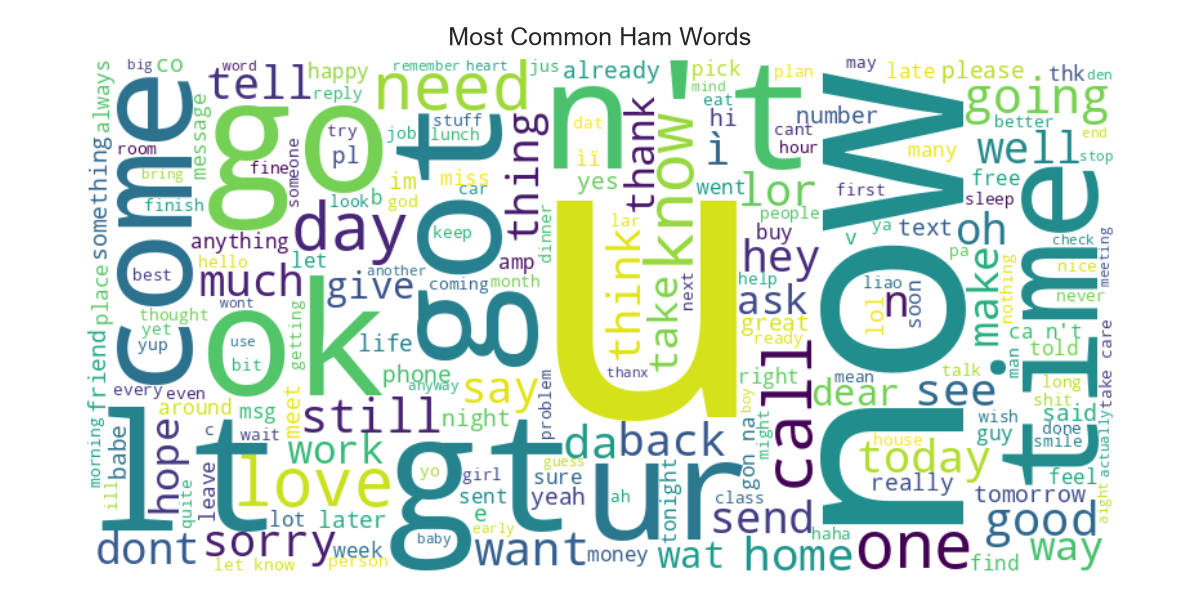 Most Common Ham Words
u
now
go
ok
got
come
n't
time
lt
gt
ur
need
know
call
day
love
going
good
one
still
want
sorry
home
today
tell
well
lor
think
take
thing
thank
back
da
send
way
dont
work
hope
much
give
say
hey
ask
dear
see
make
oh
n
ì
wat
always
big
co
word
happy
reply
remember
heart
jus
already
pick
mind
plan
may
late
please
thk
den
something
room
message
bring
finish
fine
someone
try
pl
job
stuff
lunch
im
god
miss
look
b
car
keep
dat
ìï
yes
eat
hi
went
cant
hour
number
many
first
better
end
stop
free
sleep
people
buy
v
ya
text
pa
check
nice
meeting
anything
hello
let
another
coming
month
amp
dinner
lar
next
thanx
help
great
ready
liao
lol
soon
nothing
never
place
best
thought
yet
yup
wont
use
bit
getting
life
phone
anyway
friend
every
even
morning
babe
ill
quite
around
c
leave
msg
wait
meet
night
problem
right
boy
might
gon na
mean
talk
man
ca n't
told
long
shit
said
done
smile
take care
actually
aight
wish
guy
feel
house
really
tomorrow
find
haha
class
tonight
money
ah
yeah
sure
guess
girl
sent
e
early
yo
baby
lot
later
week
person
let know